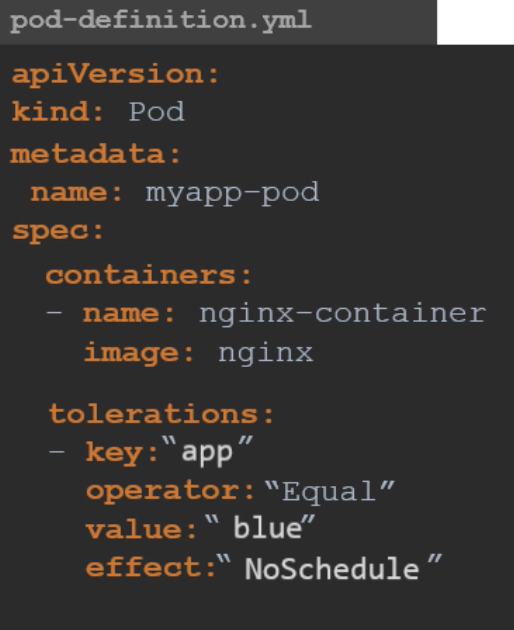 pod-definition.yml
apiVersion:
kind: Pod
metadata:
 name: myapp-pod
spec:
  containers:
  - name: nginx-container
    image: nginx
  tolerations:
  - key:“app”
    operator:“Equal”
    value:“ blue”
    effect:“ NoSchedule ”